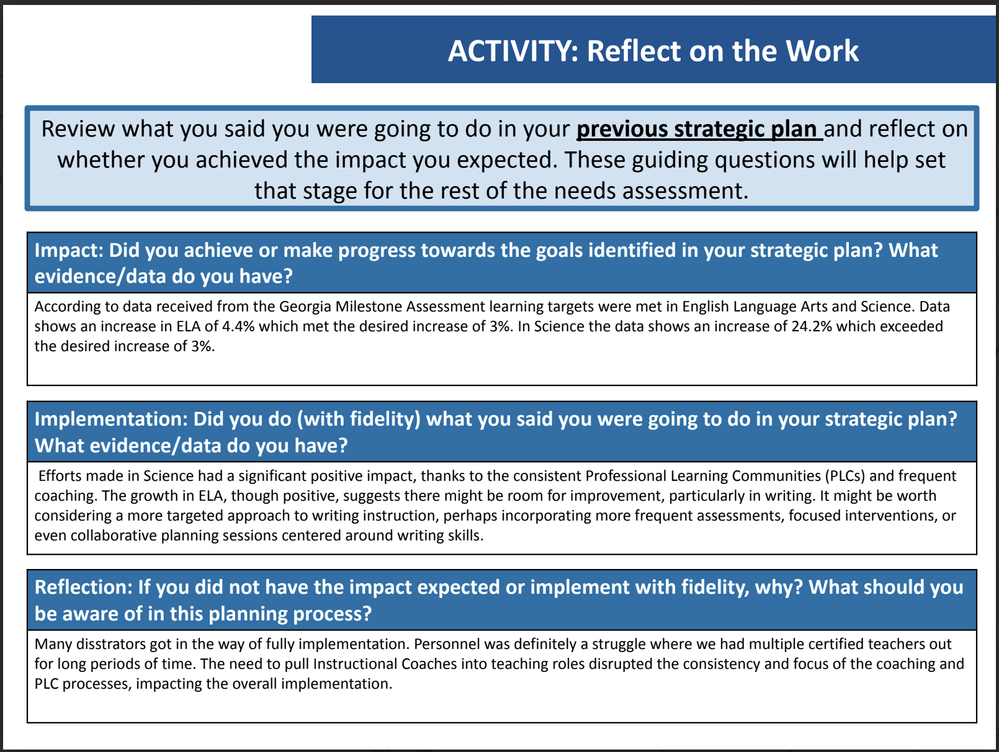 ACTIVITY: Reflect on the Work
Review what you said you were going to do in your previous strategic plan and reflect on
whether you achieved the impact you expected. These guiding questions will help set
that stage for the rest of the needs assessment.
Impact: Did you achieve or make progress towards the goals identified in your strategic plan? What
evidence/data do you have?
According to data received from the Georgia Milestone Assessment learning targets were met in English Language Arts and Science. Data
shows an increase in ELA of 4.4% which met the desired increase of 3%. In Science the data shows an increase of 24.2% which exceeded
the desired increase of 3%.
Implementation: Did you do (with fidelity) what you said you were going to do in your strategic plan?
What evidence/data do you have?
Efforts made in Science had a significant positive impact, thanks to the consistent Professional Learning Communities (PLCs) and frequent
coaching. The growth in ELA, though positive, suggests there might be room for improvement, particularly in writing. It might be worth
considering a more targeted approach to writing instruction, perhaps incorporating more frequent assessments, focused interventions, or
even collaborative planning sessions centered around writing skills.
Reflection: If you did not have the impact expected or implement with fidelity, why? What should you
be aware of in this planning process?
Many disstrators got in the way of fully implementation. Personnel was definitely a struggle where we had multiple certified teachers out
for long periods of time. The need to pull Instructional Coaches into teaching roles disrupted the consistency and focus of the coaching and
PLC processes, impacting the overall implementation.